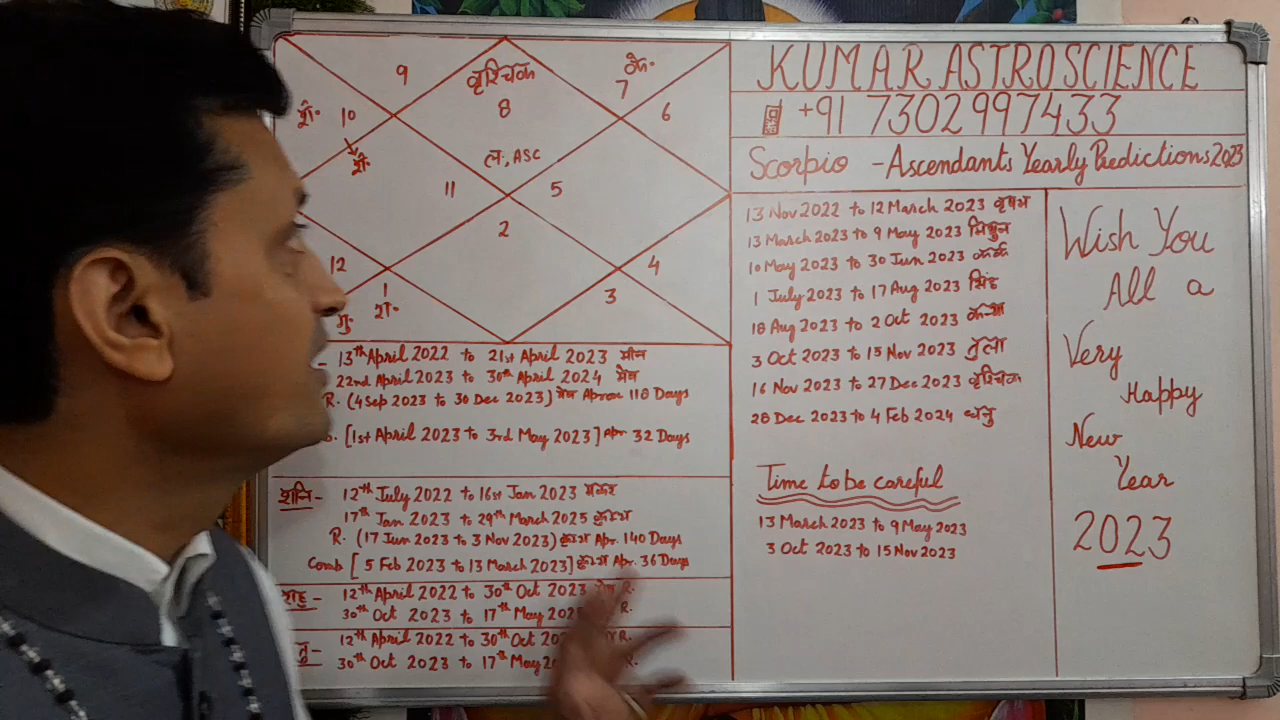 9
वृश्चिक
8
के.
7
6
श. 10
श.
ल., ASC
11
5
2
12
4
1
3
गु. रा.
KUMAR ASTROSCIENCE
+91 7302997433
Scorpio - Ascendants Yearly Predictions 2023
13th April 2022 to 21st April 2023 मीन
22nd April 2023 to 30th April 2024 मेष
R. (4 Sep 2023 to 30 Dec 2023) मेष Aprox 118 Days
[1st April 2023 to 3rd May 2023] Apr 32 Days
शनि - 12th July 2022 to 16st Jan 2023 मकर
17th Jan 2023 to 29th March 2025 कुम्भ
R. (17 Jun 2023 to 3 Nov 2023) कुम्भ Apr. 140 Days
Comb [5 Feb 2023 to 13 March 2023] कुम्भ Apr. 36 Days
राहु - 12th April 2022 to 30th Oct 2023 R.
30th Oct 2023 to 17th May 2025 R.
12th April 2022 to 30th Oct R.
30th Oct 2023 to 17th May R.
13 Nov 2022 to 12 March 2023 वृषभ
13 March 2023 to 9 May 2023 मिथुन
10 May 2023 to 30 Jun 2023 कर्क
1 July 2023 to 17 Aug 2023 सिंह
18 Aug 2023 to 2 Oct 2023 कन्या
3 Oct 2023 to 15 Nov 2023 तुला
16 Nov 2023 to 27 Dec 2023 वृश्चिक
28 Dec 2023 to 4 Feb 2024 धनु
Time to be careful
13 March 2023 to 9 May 2023
3 Oct 2023 to 15 Nov 2023
Wish You
All a
Very
Happy
New
Year
2023